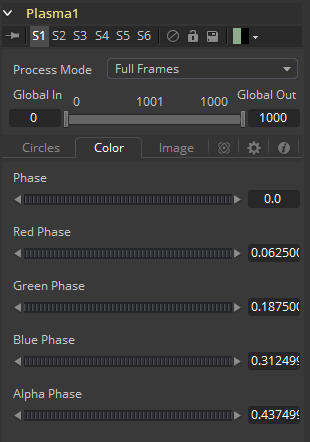 Plasma1
S1 S2 S3 S4 S5 S6
Process Mode Full Frames
Global In 0 1001 1000 Global Out
0 1000
Circles Color Image
Phase
0.0
Red Phase
0.062500
Green Phase
0.187500
Blue Phase
0.312499
Alpha Phase
0.437499